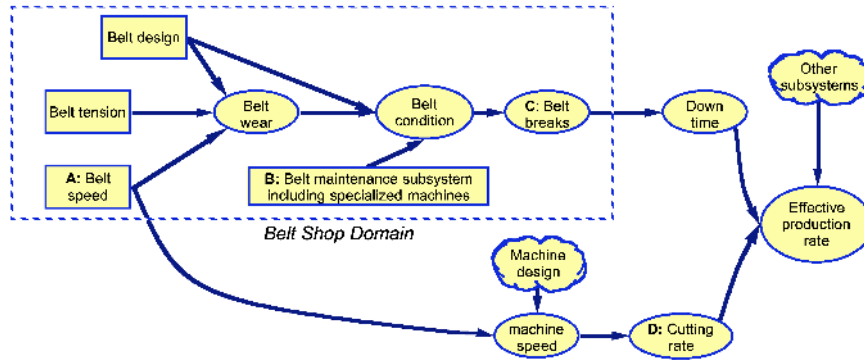 Belt design
Other
subsystems
Belt tension
Belt
wear
Belt
condition
C: Belt
breaks
Down
time
A: Belt
speed
B: Belt maintenance subsystem
including specialized machines
Effective
production
rate
Belt Shop Domain
Machine
design
machine
speed
D: Cutting
rate